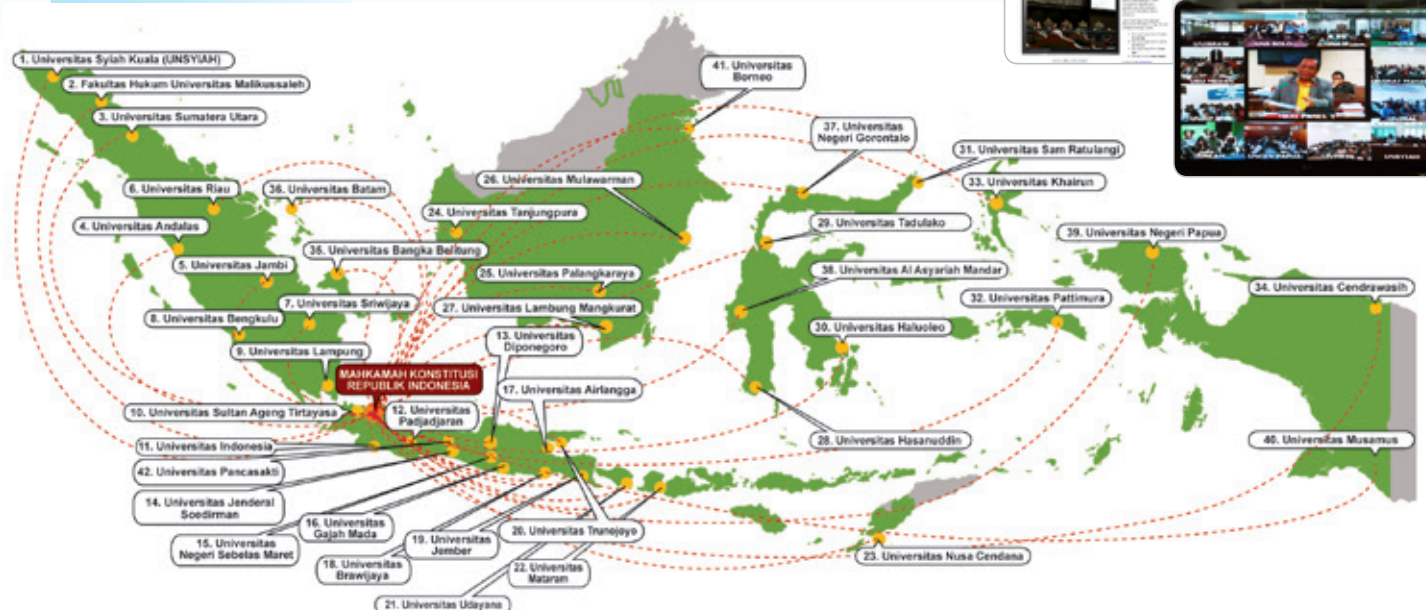 1. Universitas Syiah Kuala (UNSYIAH)
2. Fakultas Hukum Universitas Malikussaleh
3. Universitas Sumatera Utara
6. Universitas Riau
36. Universitas Batam
4. Universitas Andalas
35. Universitas Bangka Belitung
5. Universitas Jambi
7. Universitas Sriwijaya
8. Universitas Bengkulu
9. Universitas Lampung
MAHKAMAH KONSTITUSI
REPUBLIK INDONESIA
10. Universitas Sultan Ageng Tirtayasa
12. Universitas
Padjadjaran
11. Universitas Indonesia
42. Universitas Pancasakti
14. Universitas Jenderal
Soedirman
15. Universitas
Negeri Sebelas Maret
16. Universitas
Gajah Mada
18. Universitas
Brawijaya
19. Universitas
Jember
21. Universitas Udayana
22. Universitas
Mataram
20. Universitas Trunojoyo
17. Universitas Airlangga
13. Universitas
Diponegoro
41. Universitas
Borneo
26. Universitas Mulawarman
24. Universitas Tanjungpura
25. Universitas Palangkaraya
27. Universitas Lambung Mangkurat
37. Universitas
Negeri Gorontalo
31. Universitas Sam Ratulangi
33. Universitas Khairun
29. Universitas Tadulako
38. Universitas Al Asyariah Mandar
30. Universitas Haluoleo
28. Universitas Hasanuddin
32. Universitas Pattimura
39. Universitas Negeri Papua
34. Universitas Cendrawasih
40. Universitas Musamus
23. Universitas Nusa Cendana